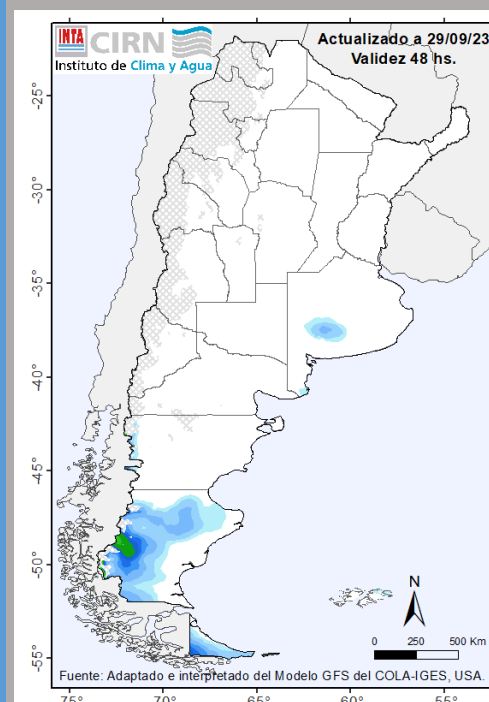 INTA CIRN
Instituto de Clima y Agua
Actualizado a 29/09/23
Validez 48 hs.
-25°
-30°
-35°
-40°
-45°
-50°
-55°
N
0 250 500 Km
Fuente: Adaptado e interpretado del Modelo GFS del COLA-IGES, USA.
-75° -70° -65° -60° -55°